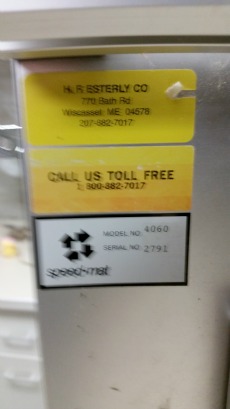 H. R ESTERLY CO
770 Bath Rd
Wiscasset, ME. 04578
207-882-7017
CALL US TOLL FREE
1. 800-882-7017
MODEL NO. 4060
SERIAL NO. 2791
speed-mat